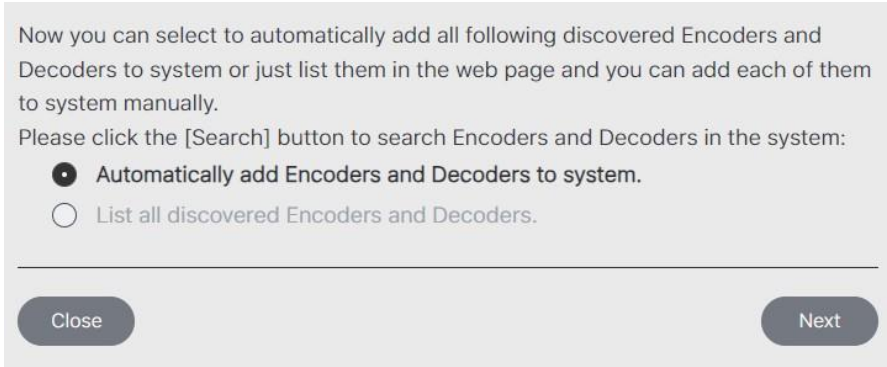 Now you can select to automatically add all following discovered Encoders and
Decoders to system or just list them in the web page and you can add each of them
to system manually.
Please click the [Search] button to search Encoders and Decoders in the system:
Automatically add Encoders and Decoders to system.
List all discovered Encoders and Decoders.
Close
Next